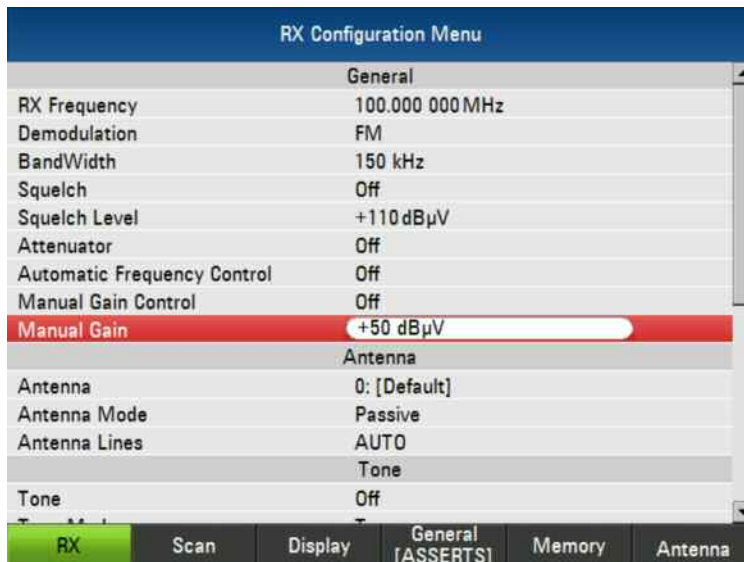 RX Configuration Menu
General
RX Frequency 100.000 000 MHz
Demodulation FM
BandWidth 150 kHz
Squelch Off
Squelch Level +110 dBµV
Attenuator Off
Automatic Frequency Control Off
Manual Gain Control Off
Manual Gain +50 dBµV
Antenna
Antenna 0: [Default]
Antenna Mode Passive
Antenna Lines AUTO
Tone
Tone Off
RX Scan Display General [ASSERTS] Memory Antenna